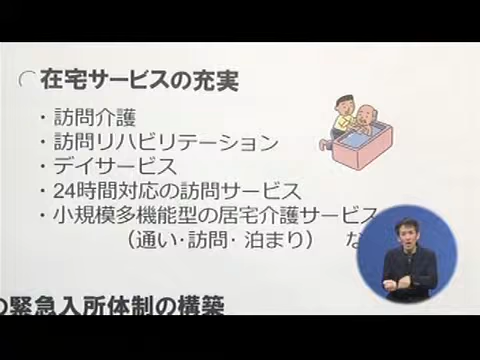 在宅サービスの充実
・訪問介護
・訪問リハビリテーション
・デイサービス
・24時間対応の訪問サービス
・小規模多機能型の居宅介護サービス
（通い・訪問・泊まり） な
の緊急入所体制の構築